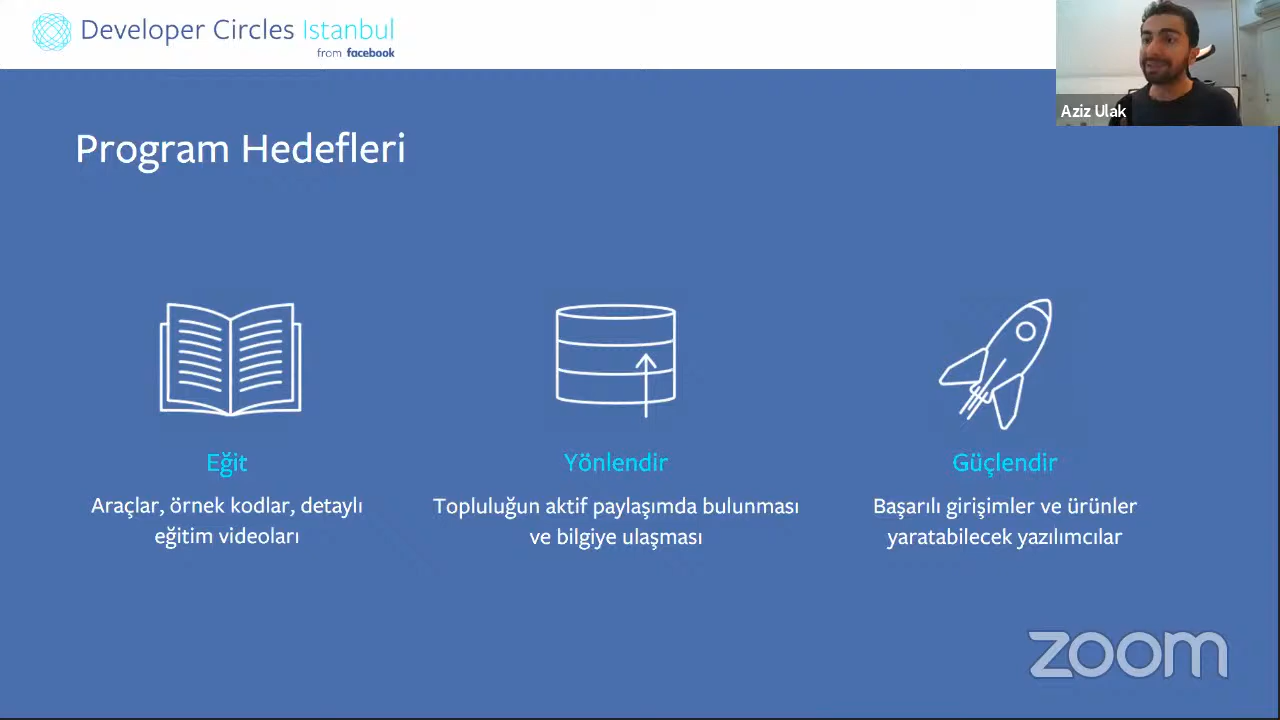 Developer Circles Istanbul
from facebook
Aziz Ulak
Program Hedefleri
Eğit
Araçlar, örnek kodlar, detaylı
eğitim videoları
Yönlendir
Topluluğun aktif paylaşımda bulunması
ve bilgiye ulaşması
Güçlendir
Başarılı girişimler ve ürünler
yaratabilecek yazılımcılar
zoom